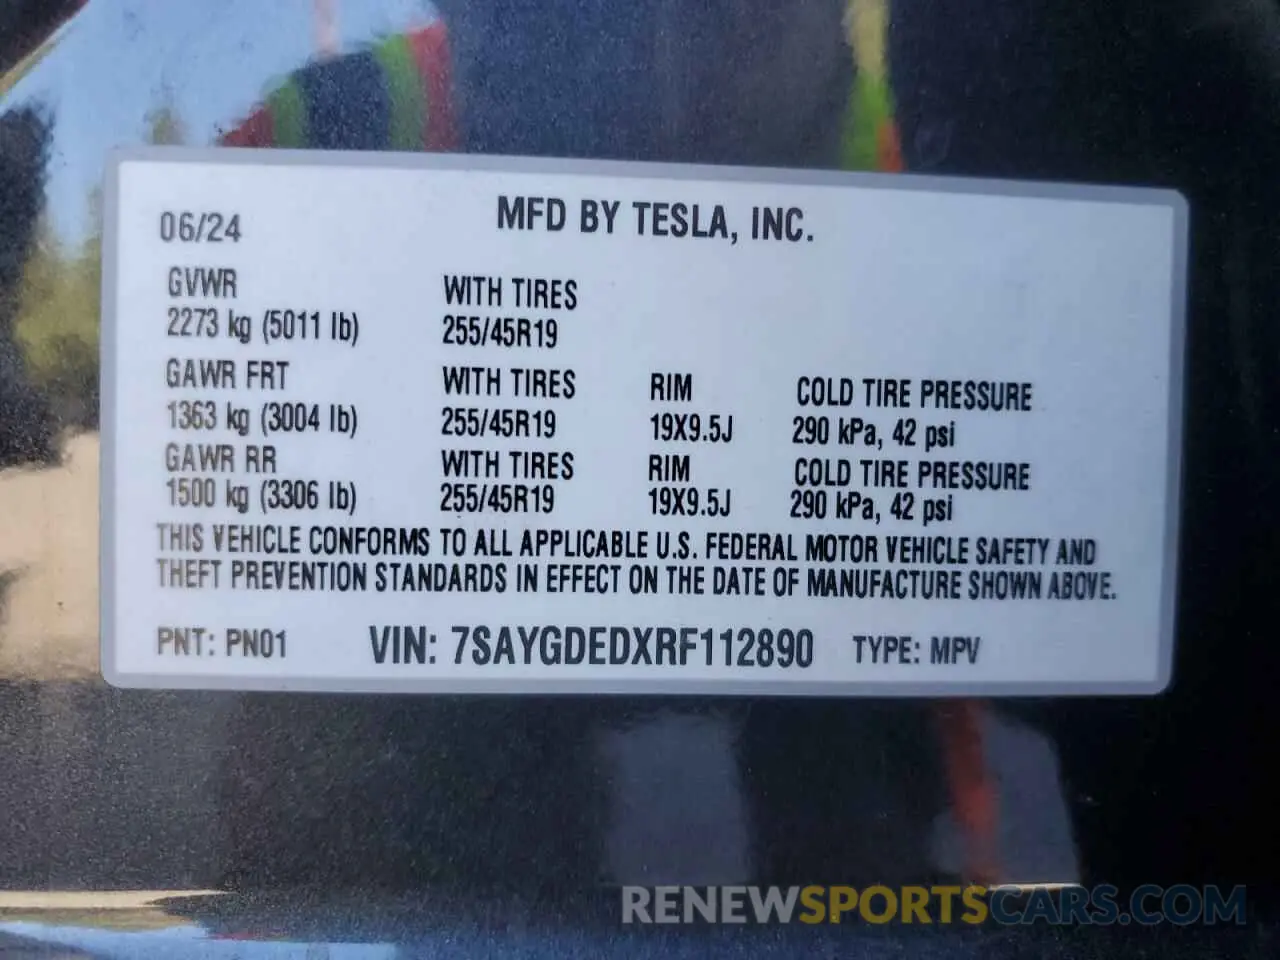 06/24 MFD BY TESLA, INC.
GVWR WITH TIRES
2273 kg (5011 lb) 255/45R19
GAWR FRT WITH TIRES RIM COLD TIRE PRESSURE
1363 kg (3004 lb) 255/45R19 19X9.5J 290 kPa, 42 psi
GAWR RR WITH TIRES RIM COLD TIRE PRESSURE
1500 kg (3306 lb) 255/45R19 19X9.5J 290 kPa, 42 psi
THIS VEHICLE CONFORMS TO ALL APPLICABLE U.S. FEDERAL MOTOR VEHICLE SAFETY AND
THEFT PREVENTION STANDARDS IN EFFECT ON THE DATE OF MANUFACTURE SHOWN ABOVE.
PNT: PN01 VIN: 7SAYGDEDXRF112890 TYPE: MPV
RENEWSPORTSCARS.COM